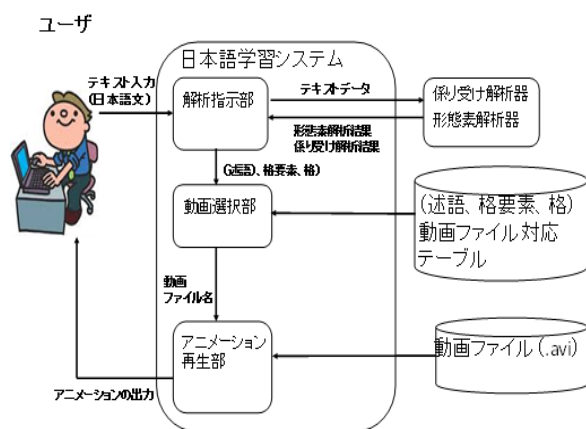 ユーザ
日本語学習システム
テキスト入力
(日本語文)
解析指示部
テキストデータ
係り受け解析器
形態素解析器
形態素解析結果
係り受け解析結果
(述語、格要素、格)
動画選択部
(述語、格要素、格)
動画ファイル対応
テーブル
動画
ファイル名
アニメーション
再生部
動画ファイル(.avi)
アニメーションの出力